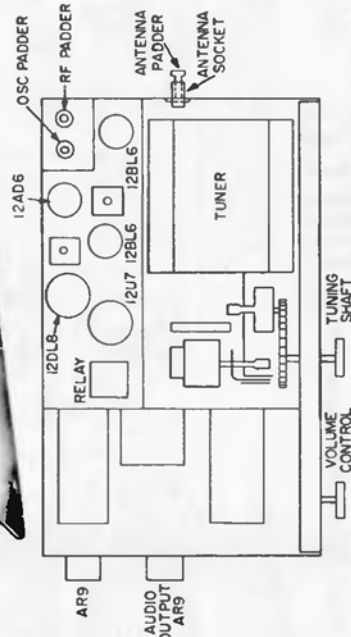 OSC PADDER
RF PADDER
ANTENNA
PADDER
ANTENNA
SOCKET
12AD6
12BL6
12BL6
12DL8
12U7
RELAY
TUNER
AR9
AUDIO
OUTPUT
AR9
VOLUME
CONTROL
TUNING
SHAFT